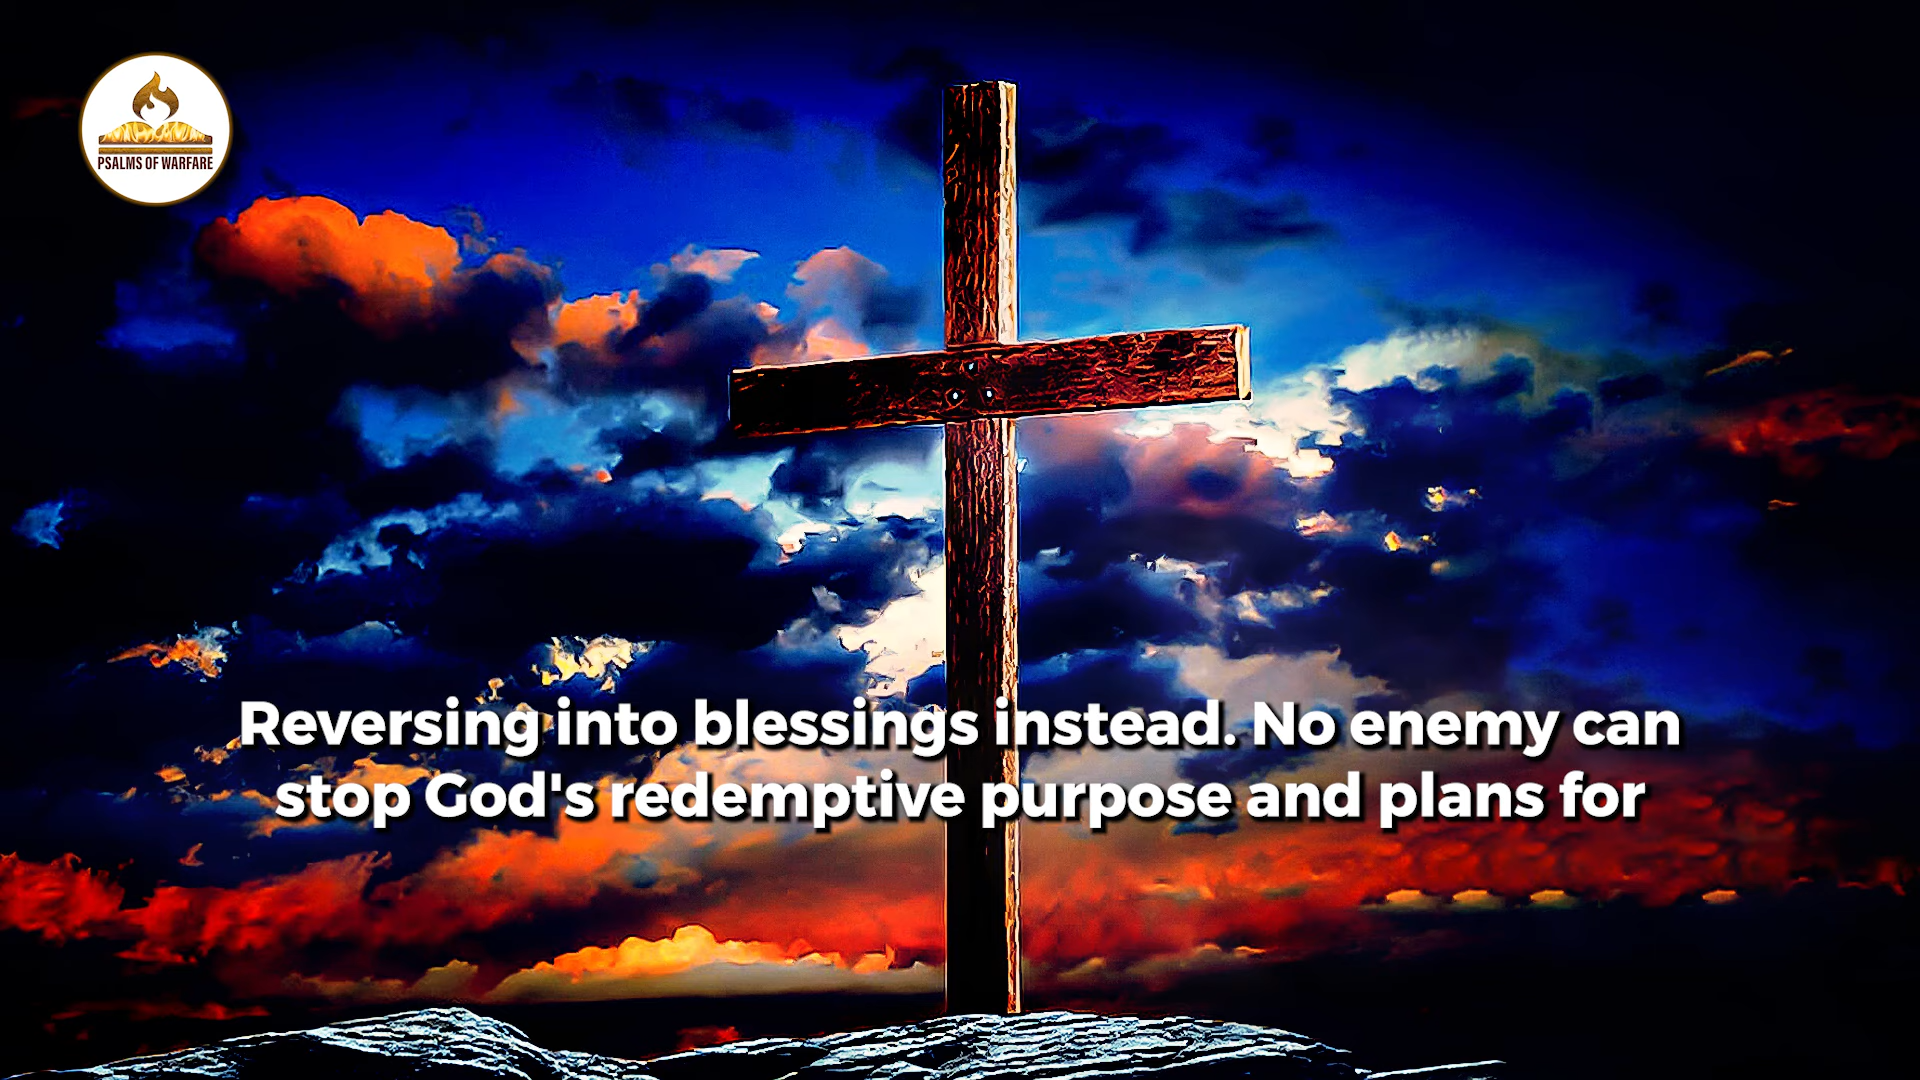 PSALMS OF WARFARE
Reversing into blessings instead. No enemy can
stop God's redemptive purpose and plans for